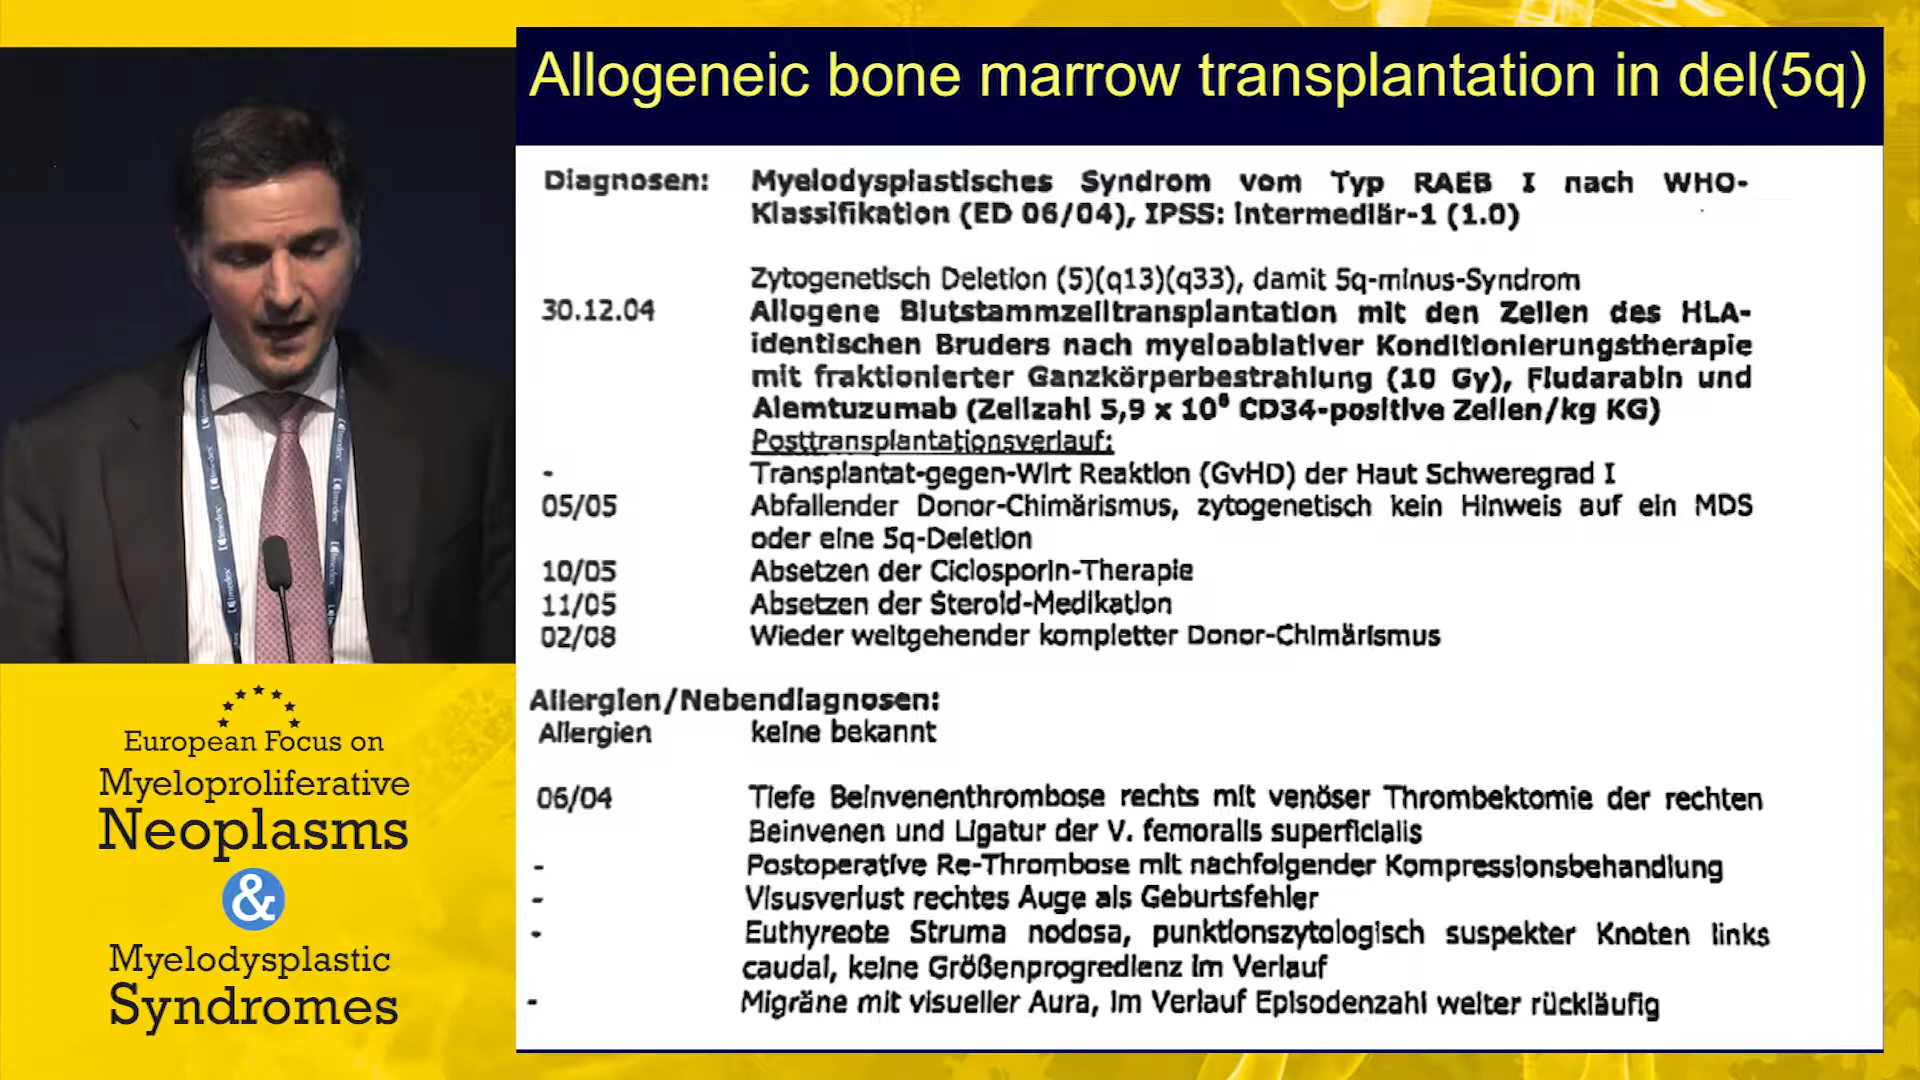 Allogeneic bone marrow transplantation in del(5q)
Diagnosen: Myelodysplastisches Syndrom vom Typ RAEB I nach WHO-
Klassifikation (ED 06/04), IPSS: intermediär-1 (1.0)
Zytogenetisch Deletion (5)(q13)(q33), damit 5q-minus-Syndrom
30.12.04 Allogene Blutstammzelltransplantation mit den Zellen des HLA-
identischen Bruders nach myeloablativer Konditionierungstherapie
mit fraktionierter Ganzkörperbestrahlung (10 Gy), Fludarabin und
Alemtuzumab (Zellzahl 5,9 x 10⁶ CD34-positive Zellen/kg KG)
Posttransplantationsverlauf:
- Transplantat-gegen-Wirt Reaktion (GvHD) der Haut Schweregrad I
05/05 Abfallender Donor-Chimärismus, zytogenetisch kein Hinweis auf ein MDS
oder eine 5q-Deletion
10/05 Absetzen der Ciclosporin-Therapie
11/05 Absetzen der Steroid-Medikation
02/08 Wieder weitgehender kompletter Donor-Chimärismus
Allergien/Nebendiagnosen:
Allergien keine bekannt
06/04 Tiefe Beinvenenthrombose rechts mit venöser Thrombektomie der rechten
Beinvenen und Ligatur der V. femoralis superficialis
- Postoperative Re-Thrombose mit nachfolgender Kompressionsbehandlung
- Visusverlust rechtes Auge als Geburtsfehler
- Euthyreote Struma nodosa, punktionszytologisch suspekter Knoten links
caudal, keine Größenprogredienz im Verlauf
- Migräne mit visueller Aura, im Verlauf Episodenzahl weiter rückläufig
European Focus on
Myeloproliferative
Neoplasms
&
Myelodysplastic
Syndromes
Imedex